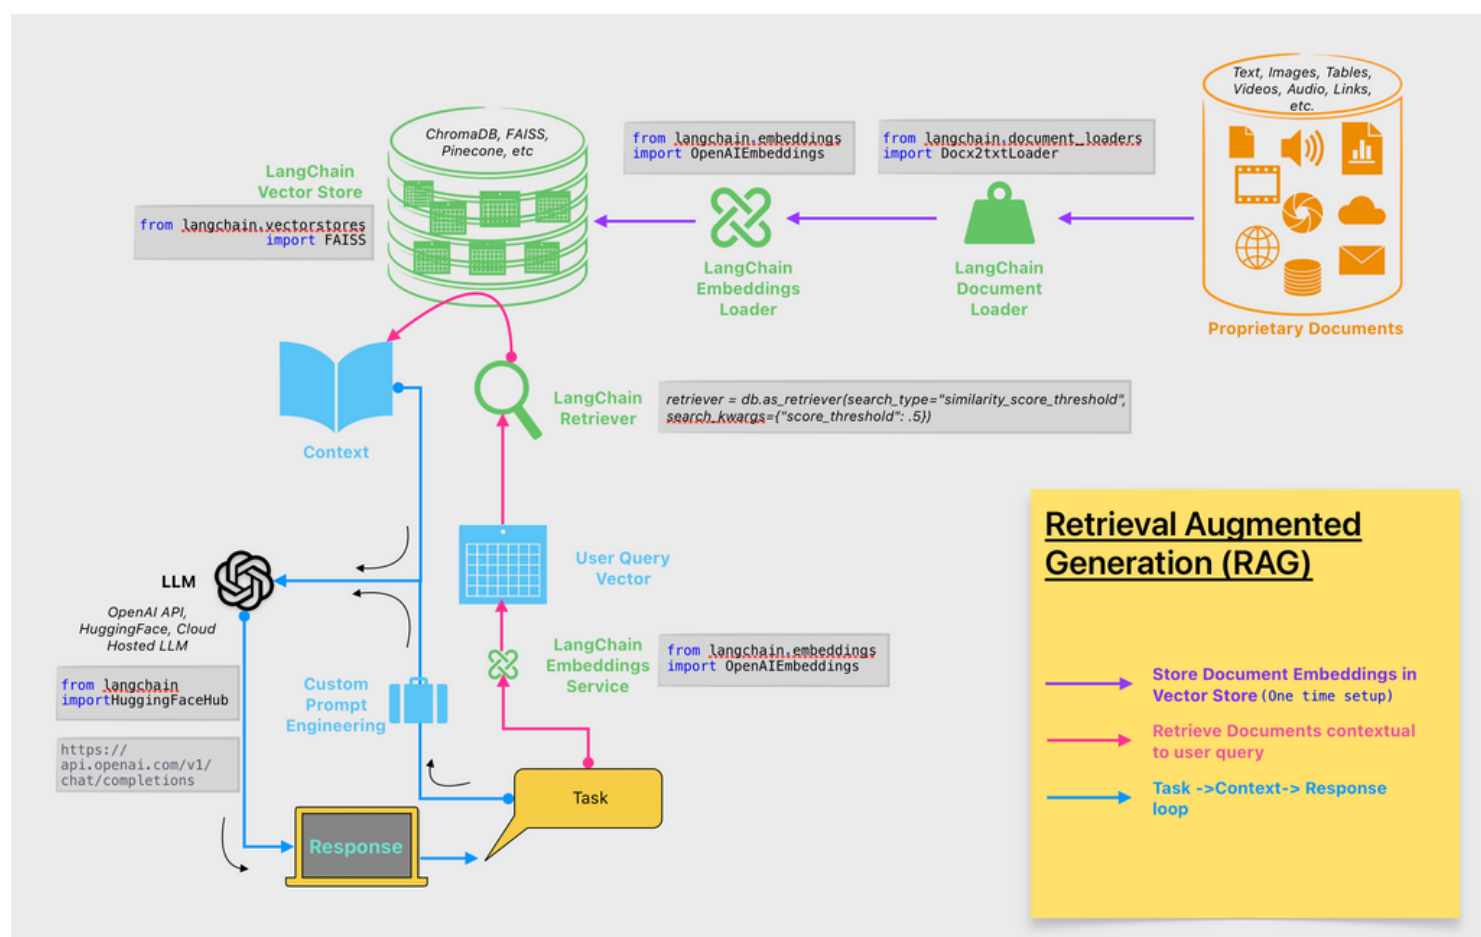 Text, Images, Tables,
Videos, Audio, Links,
etc.
Proprietary Documents
from langchain.document_loaders
import Docx2txtLoader
LangChain
Document
Loader
from langchain.embeddings
import OpenAIEmbeddings
LangChain
Embeddings
Loader
ChromaDB, FAISS,
Pinecone, etc
LangChain
Vector Store
from langchain.vectorstores
import FAISS
Context
LangChain
Retriever
retriever = db.as_retriever(search_type="similarity_score_threshold",
search_kwargs={"score_threshold": .5})
User Query
Vector
LangChain
Embeddings
Service
from langchain.embeddings
import OpenAIEmbeddings
LLM
OpenAI API,
HuggingFace, Cloud
Hosted LLM
from langchain
importHuggingFaceHub
https://
api.openai.com/v1/
chat/completions
Custom
Prompt
Engineering
Task
Response
Retrieval Augmented
Generation (RAG)
Store Document Embeddings in
Vector Store (One time setup)
Retrieve Documents contextual
to user query
Task ->Context-> Response
loop